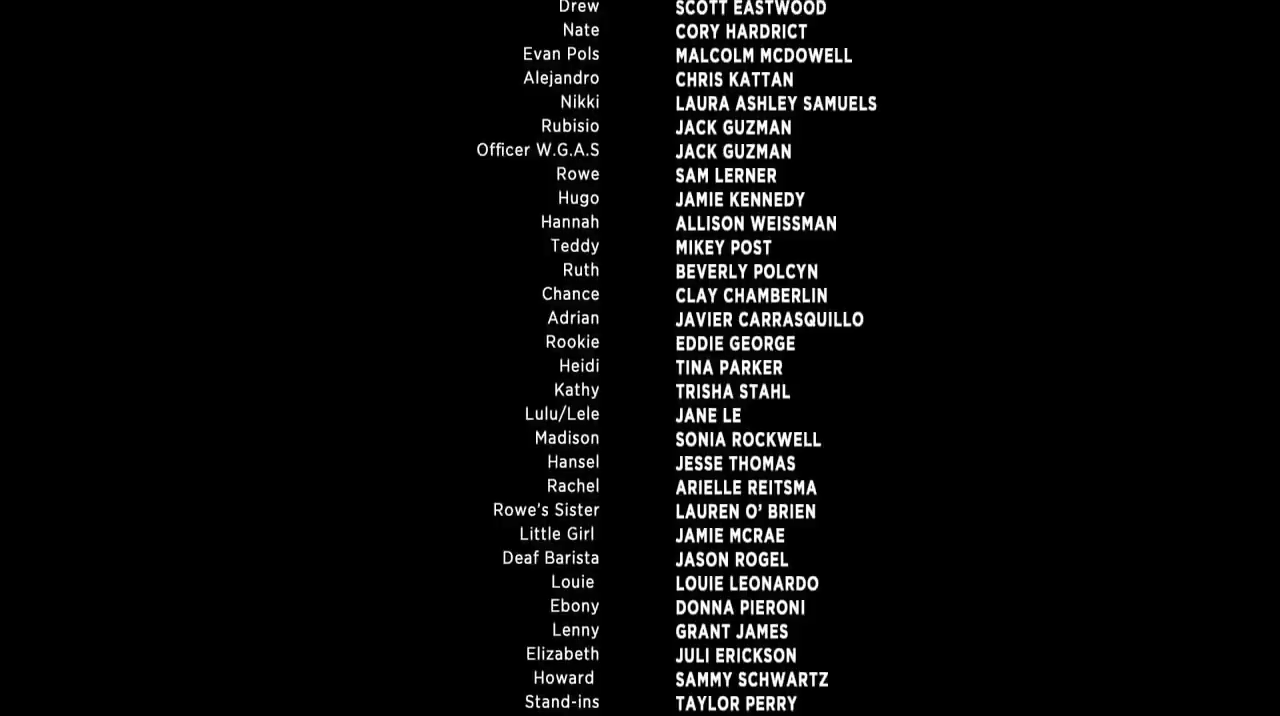 Drew SCOTT EASTWOOD
Nate CORY HARDRICT
Evan Pols MALCOLM MCDOWELL
Alejandro CHRIS KATTAN
Nikki LAURA ASHLEY SAMUELS
Rubisio JACK GUZMAN
Officer W.G.A.S JACK GUZMAN
Rowe SAM LERNER
Hugo JAMIE KENNEDY
Hannah ALLISON WEISSMAN
Teddy MIKEY POST
Ruth BEVERLY POLCYN
Chance CLAY CHAMBERLIN
Adrian JAVIER CARRASQUILLO
Rookie EDDIE GEORGE
Heidi TINA PARKER
Kathy TRISHA STAHL
Lulu/Lele JANE LE
Madison SONIA ROCKWELL
Hansel JESSE THOMAS
Rachel ARIELLE REITSMA
Rowe's Sister LAUREN O' BRIEN
Little Girl JAMIE MCRAE
Deaf Barista JASON ROGEL
Louie LOUIE LEONARDO
Ebony DONNA PIERONI
Lenny GRANT JAMES
Elizabeth JULI ERICKSON
Howard SAMMY SCHWARTZ
Stand-ins TAYLOR PERRY